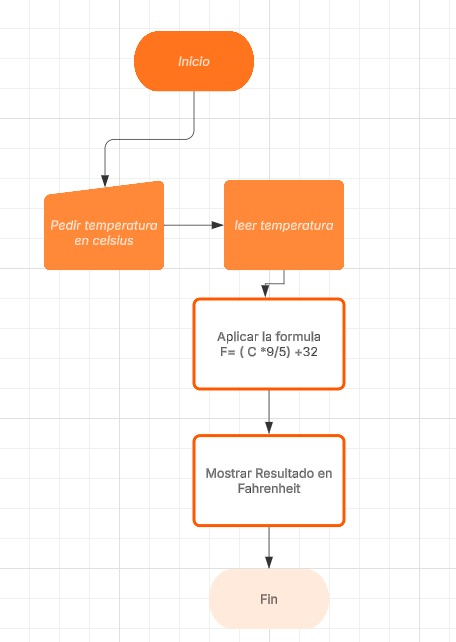 Inicio
Pedir temperatura
en celsius
leer temperatura
Aplicar la formula
F= ( C *9/5) +32
Mostrar Resultado en
Fahrenheit
Fin